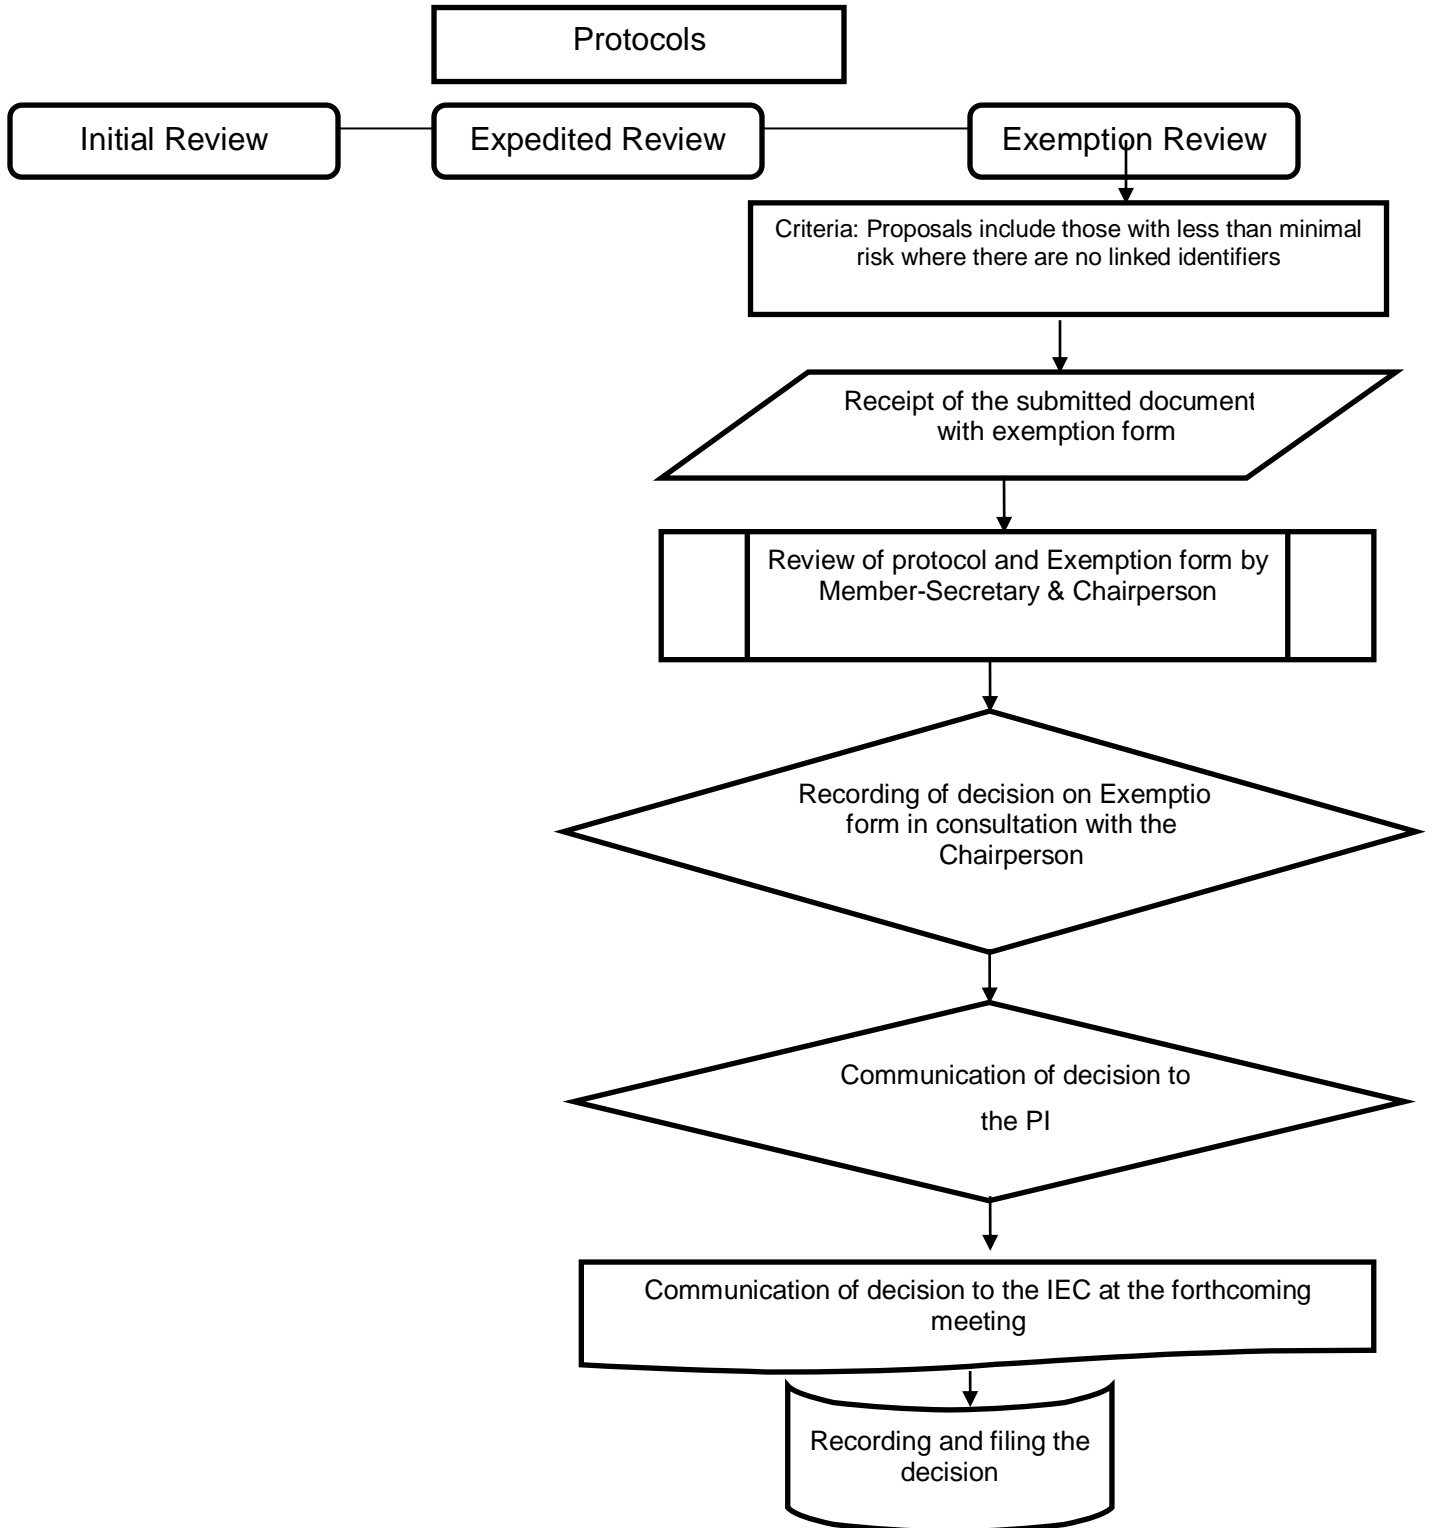 Protocols
Initial Review
Expedited Review
Exemption Review
Criteria: Proposals include those with less than minimal
risk where there are no linked identifiers
Receipt of the submitted document
with exemption form
Review of protocol and Exemption form by
Member-Secretary & Chairperson
Recording of decision on Exemptio
form in consultation with the
Chairperson
Communication of decision to
the PI
Communication of decision to the IEC at the forthcoming
meeting
Recording and filing the
decision